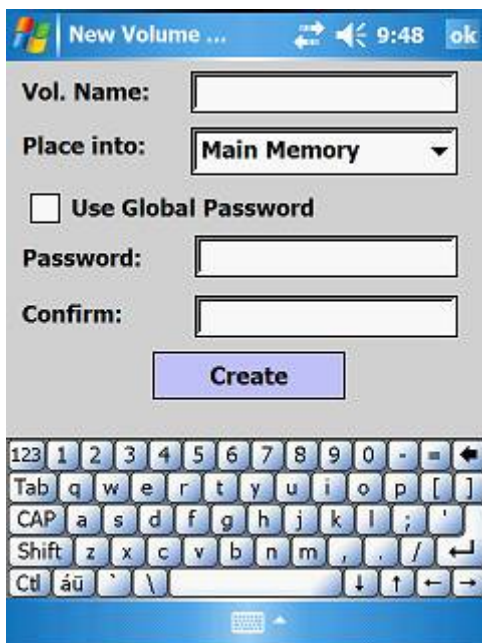 New Volume ... 9:48 ok
Vol. Name:
Place into: Main Memory
Use Global Password
Password:
Confirm:
Create
123 1 2 3 4 5 6 7 8 9 0 - =
Tab q w e r t y u i o p [ ]
CAP a s d f g h j k l ; '
Shift z x c v b n m , . /
Ctl áü ` \